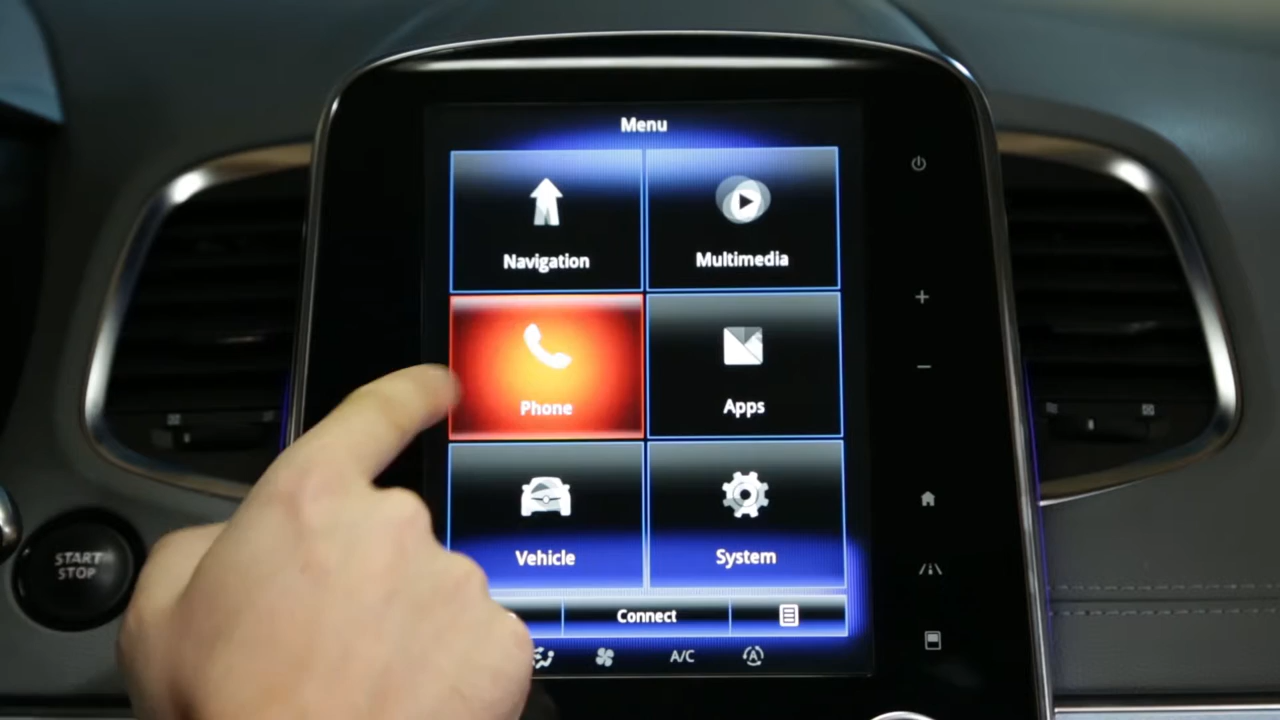 Menu
Navigation
Multimedia
Phone
Apps
Vehicle
System
START
STOP
Connect
A/C
A